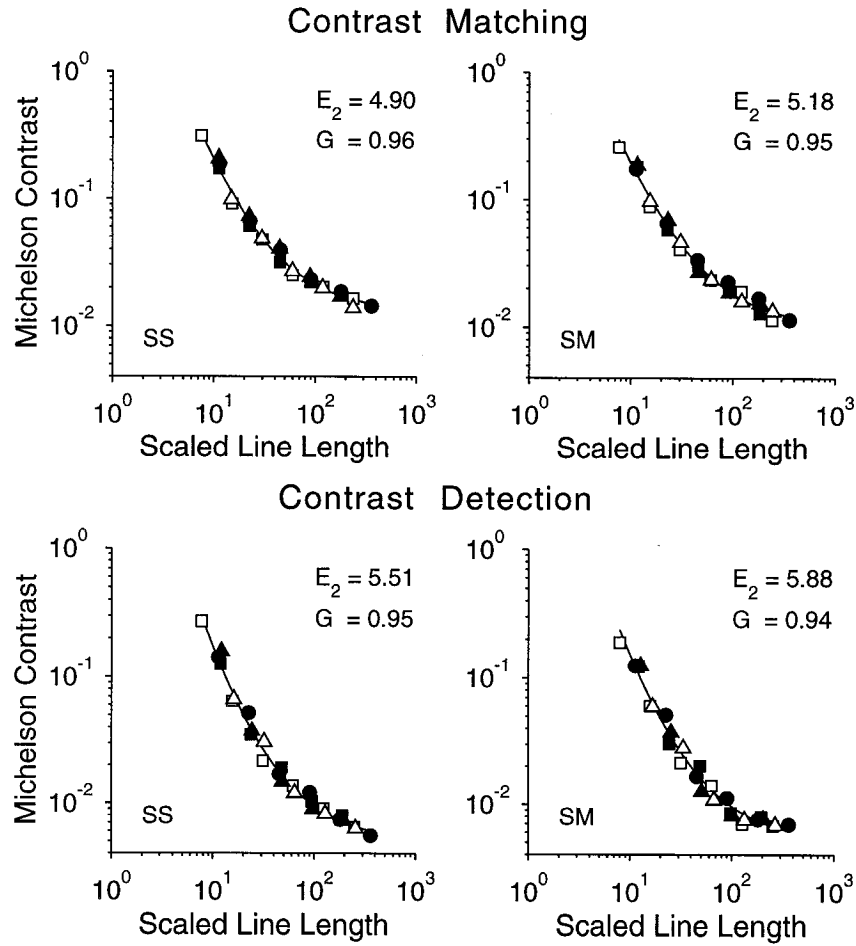 Contrast Matching
Michelson Contrast
10^0
10^-1
10^-2
E_2 = 4.90
G = 0.96
SS
10^0 10^1 10^2 10^3
Scaled Line Length
10^0
10^-1
10^-2
E_2 = 5.18
G = 0.95
SM
10^0 10^1 10^2 10^3
Scaled Line Length
Contrast Detection
Michelson Contrast
10^0
10^-1
10^-2
E_2 = 5.51
G = 0.95
SS
10^0 10^1 10^2 10^3
Scaled Line Length
10^0
10^-1
10^-2
E_2 = 5.88
G = 0.94
SM
10^0 10^1 10^2 10^3
Scaled Line Length